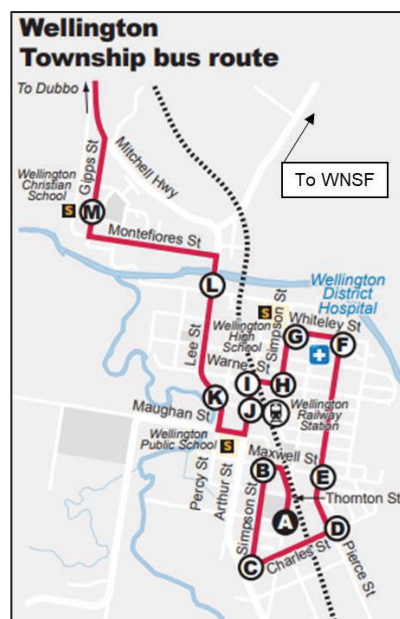 Wellington
Township bus route
To Dubbo
Gipps St
Mitchell Hwy
To WNSF
Wellington
Christian
School
S
M
Montefiores St
L
Wellington
District
Hospital
S
Simpson St
Whiteley St
G
F
Wellington
High
School
Lee St
Warne St
I
H
K
J
Wellington
Railway
Station
Maughan St
Wellington
Public School
S
Maxwell St
B
E
Thornton St
Percy St
Arthur St
Simpson St
A
D
C
Charles St
Pierce St